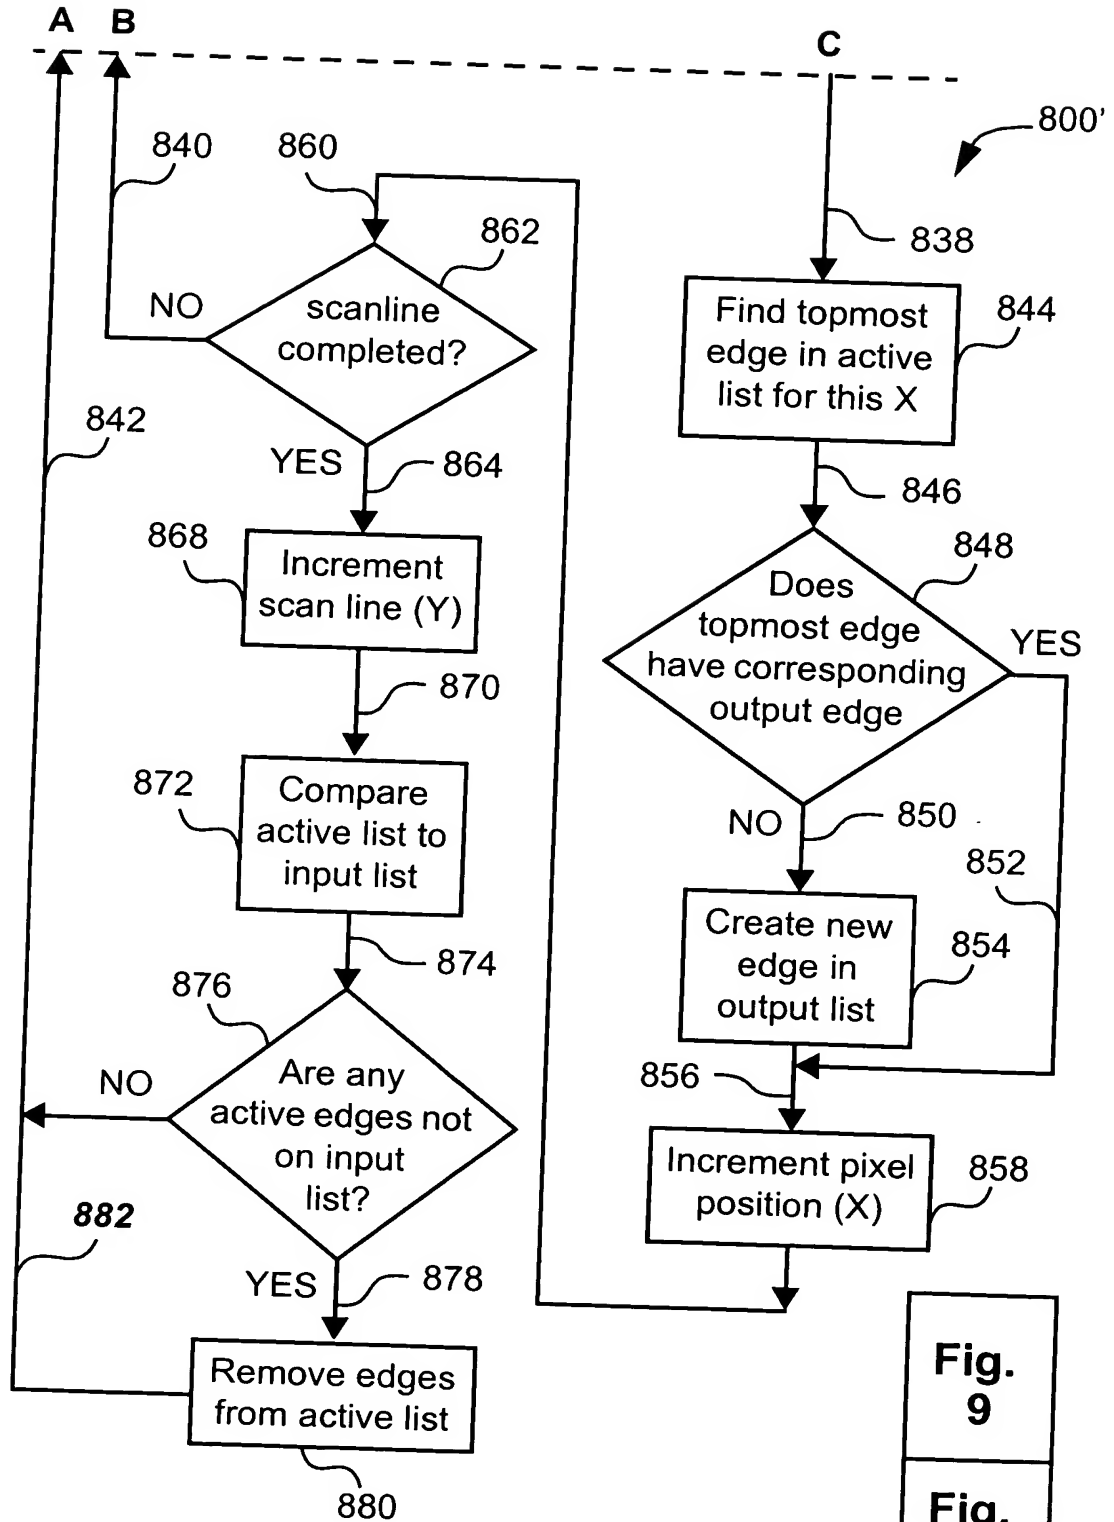 A B
C
800'
840
860
862
838
NO
scanline
completed?
Find topmost
edge in active
list for this X
844
842
YES
864
846
868
Increment
scan line (Y)
848
Does
topmost edge
have corresponding
output edge
YES
870
872
Compare
active list to
input list
NO
850
852
874
Create new
edge in
output list
854
876
NO
Are any
active edges not
on input
list?
856
Increment pixel
position (X)
858
882
YES
878
Remove edges
from active list
880
Fig.
9
Fig.